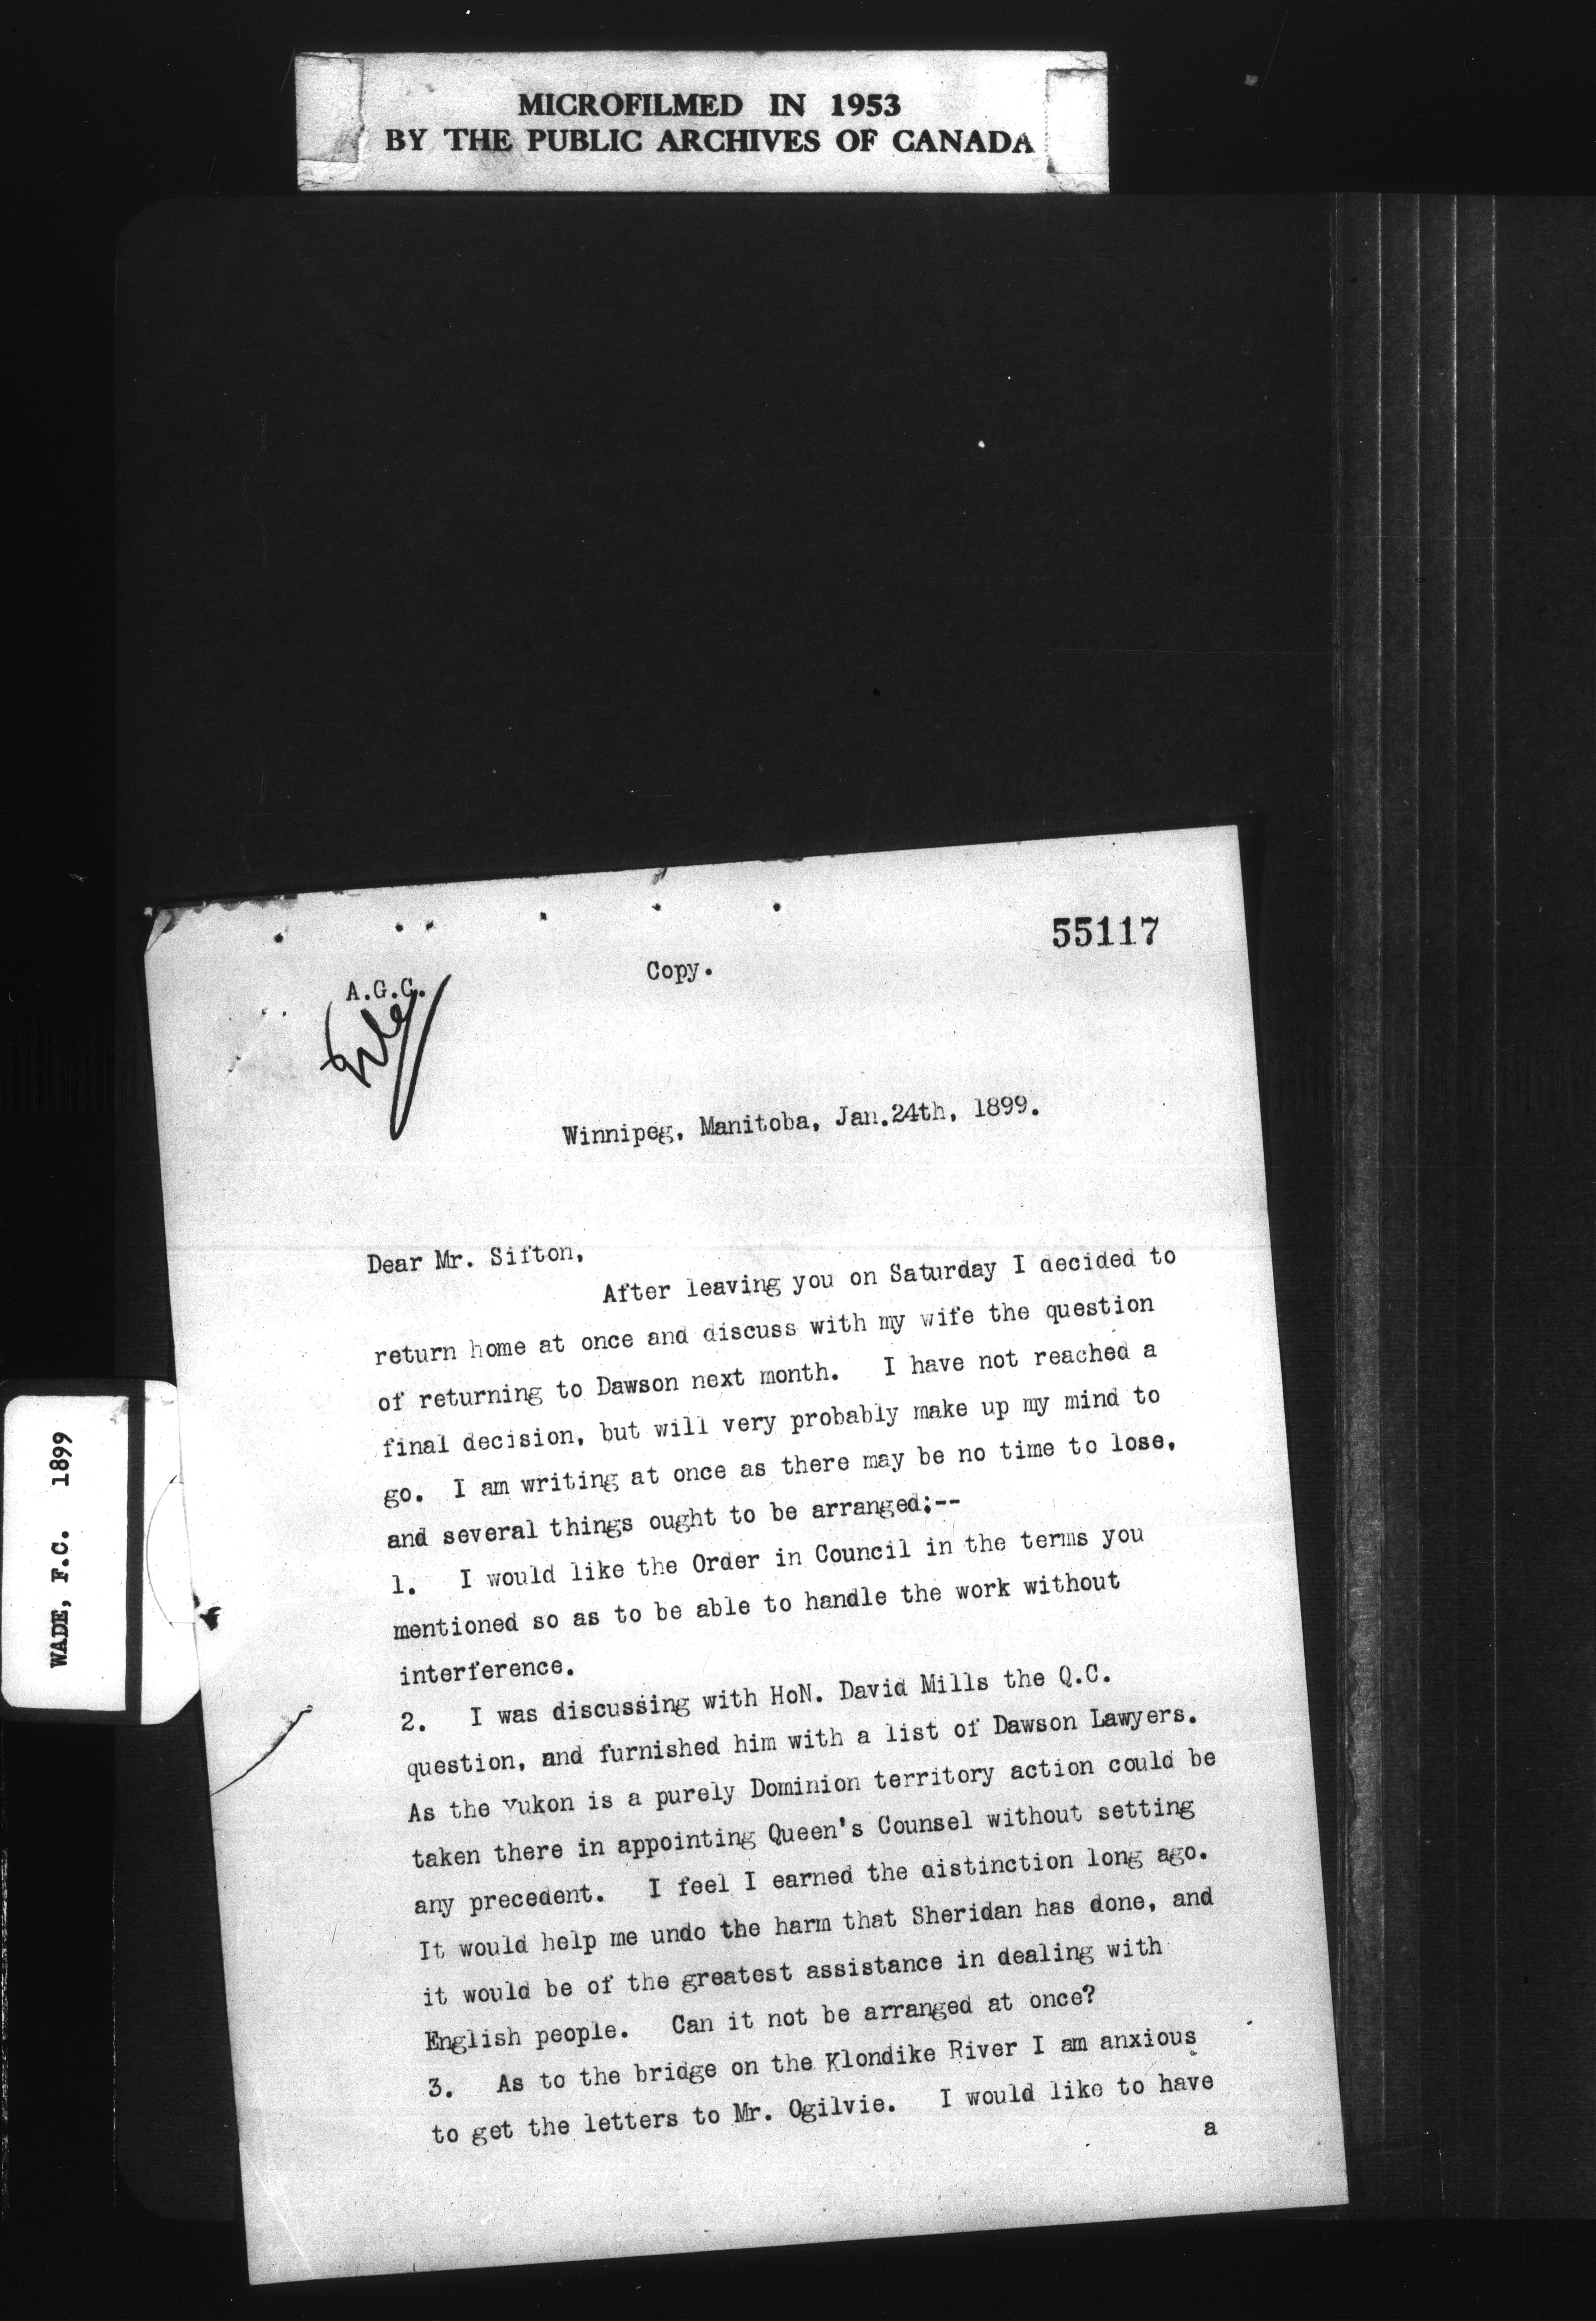 MICROFILMED IN 1953
BY THE PUBLIC ARCHIVES OF CANADA
55117
Copy.
A.G.C.
File
Winnipeg, Manitoba, Jan.24th, 1899.
Dear Mr. Sifton,
After leaving you on Saturday I decided to
return home at once and discuss with my wife the question
of returning to Dawson next month. I have not reached a
final decision, but will very probably make up my mind to
go. I am writing at once as there may be no time to lose,
and several things ought to be arranged;--
1. I would like the Order in Council in the terms you
mentioned so as to be able to handle the work without
interference.
2. I was discussing with HoN. David Mills the Q.C.
question, and furnished him with a list of Dawson Lawyers.
As the Yukon is a purely Dominion territory action could be
taken there in appointing Queen's Counsel without setting
any precedent. I feel I earned the distinction long ago.
It would help me undo the harm that Sheridan has done, and
it would be of the greatest assistance in dealing with
English people. Can it not be arranged at once?
3. As to the bridge on the Klondike River I am anxious
to get the letters to Mr. Ogilvie. I would like to have
a
WADE, F.C. 1899